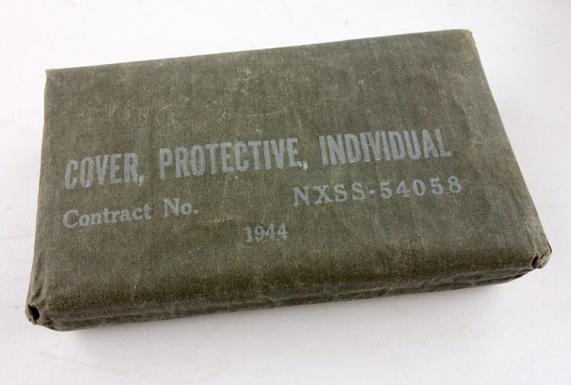 COVER, PROTECTIVE, INDIVIDUAL
Contract No. NXSS-54058
1944